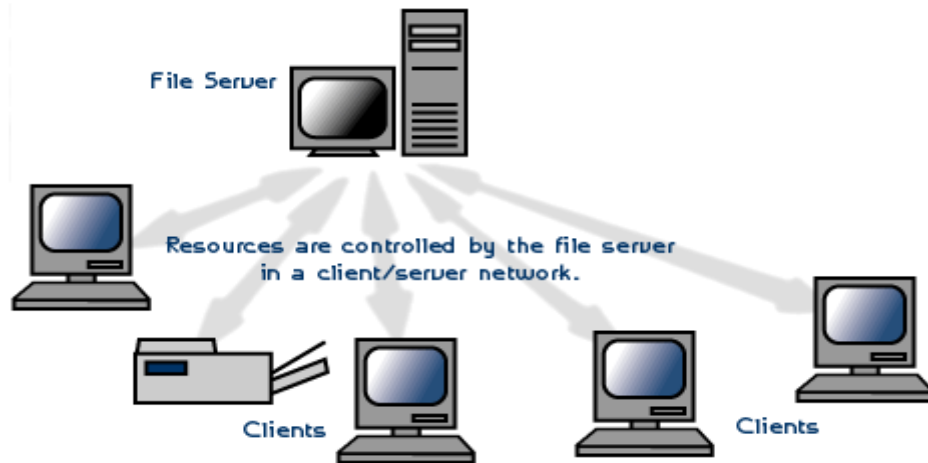 File Server
Resources are controlled by the file server
in a client/server network.
Clients
Clients